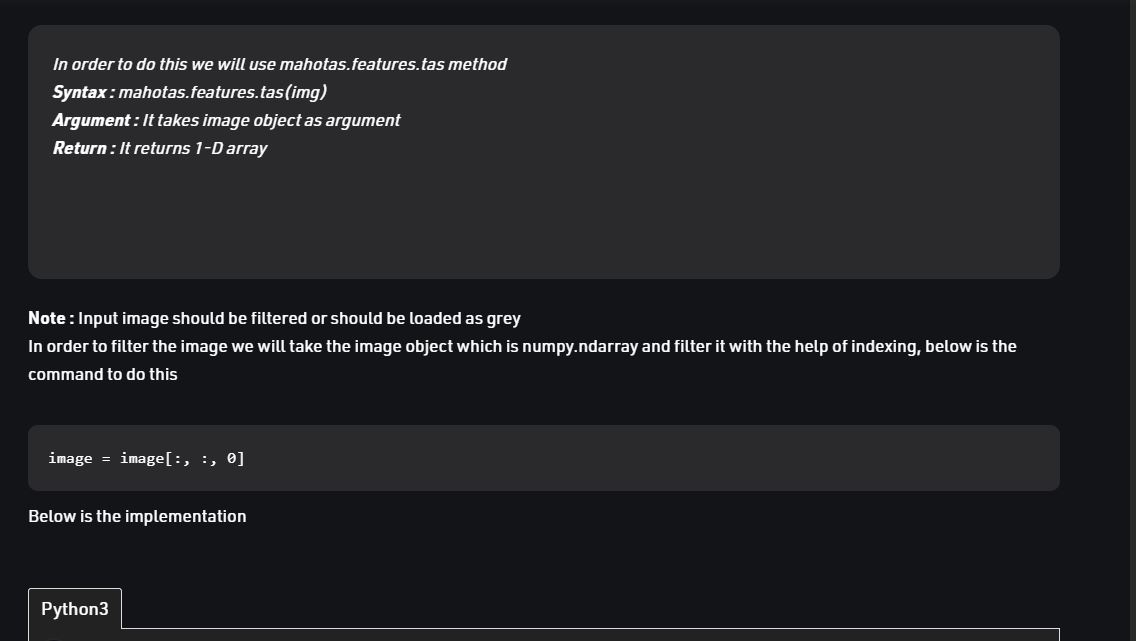 In order to do this we will use mahotas.features.tas method
Syntax : mahotas.features.tas(img)
Argument : It takes image object as argument
Return : It returns 1-D array
Note : Input image should be filtered or should be loaded as grey
In order to filter the image we will take the image object which is numpy.ndarray and filter it with the help of indexing, below is the
command to do this
image = image[:, :, 0]
Below is the implementation
Python3